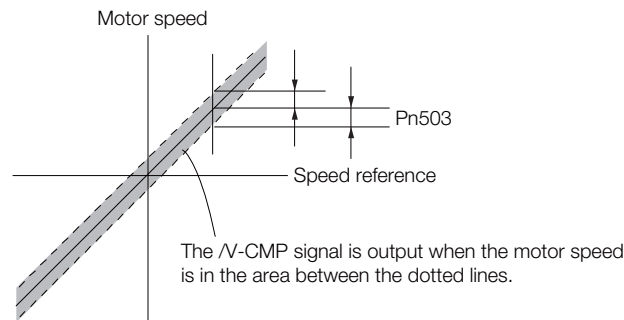 Motor speed
Pn503
Speed reference
The /V-CMP signal is output when the motor speed
is in the area between the dotted lines.